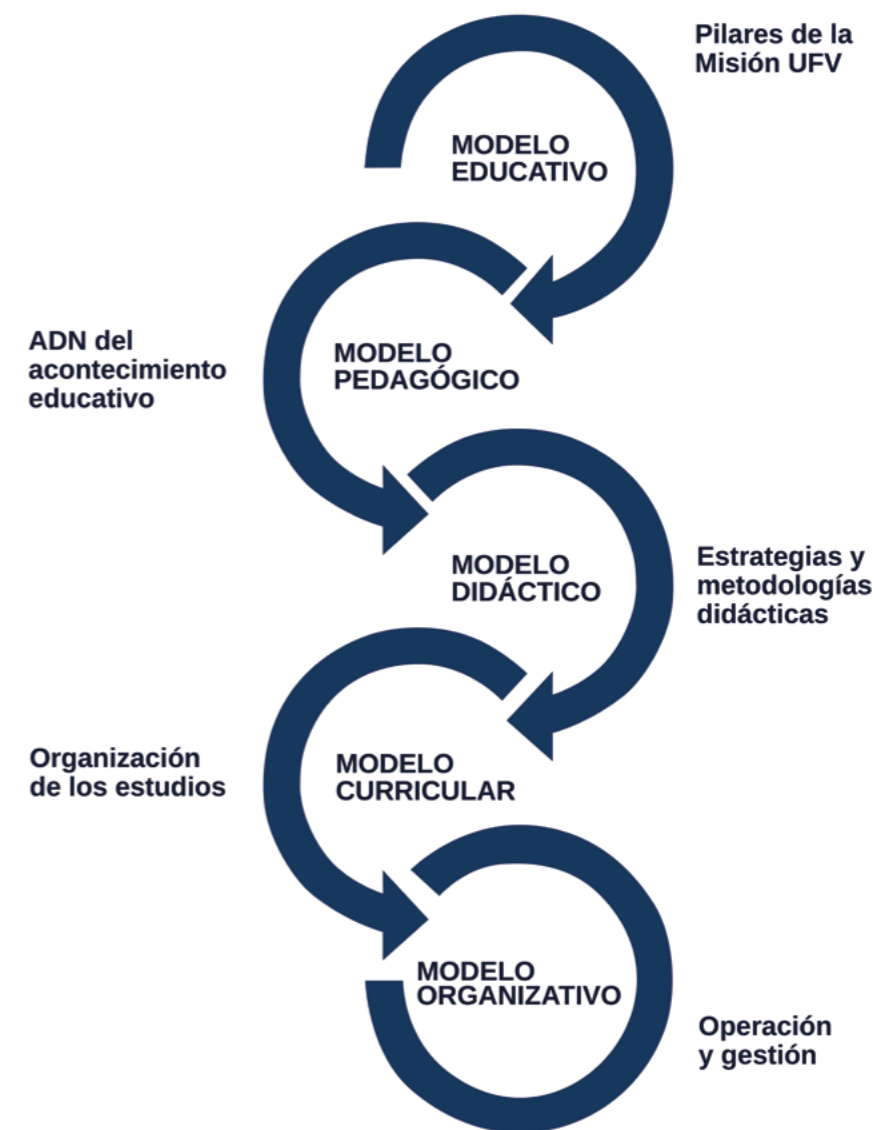 Pilares de la
Misión UFV
MODELO
EDUCATIVO
ADN del
acontecimiento
educativo
MODELO
PEDAGÓGICO
MODELO
DIDÁCTICO
Estrategias y
metodologías
didácticas
Organización
de los estudios
MODELO
CURRICULAR
MODELO
ORGANIZATIVO
Operación
y gestión